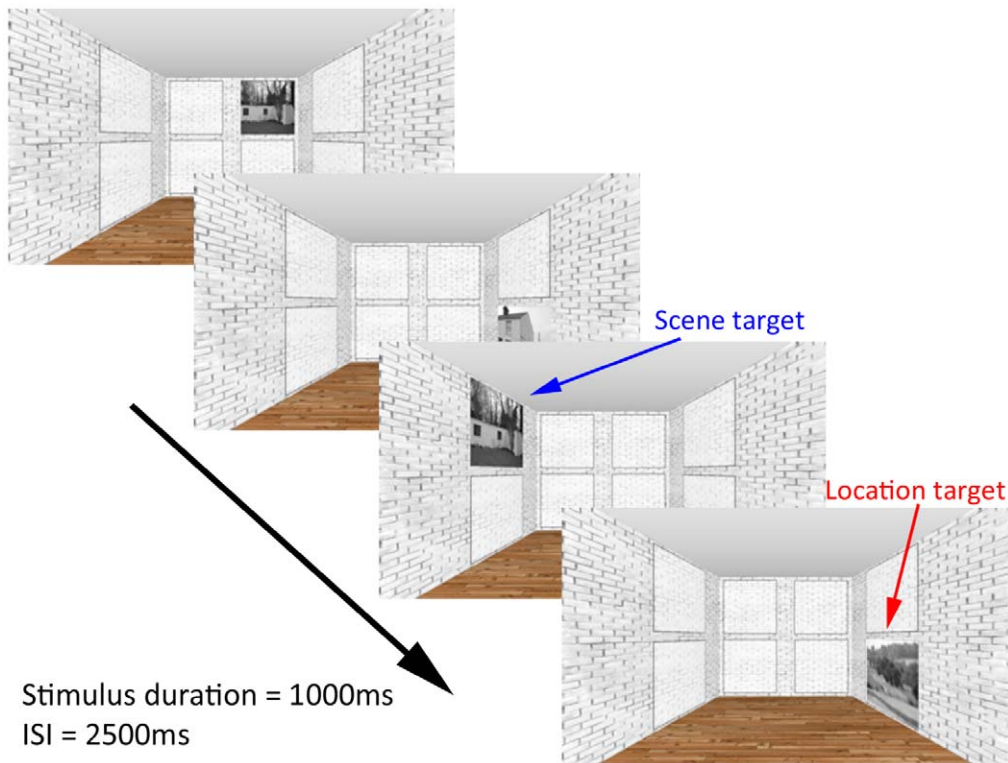 Scene target
Location target
Stimulus duration = 1000ms
ISI = 2500ms